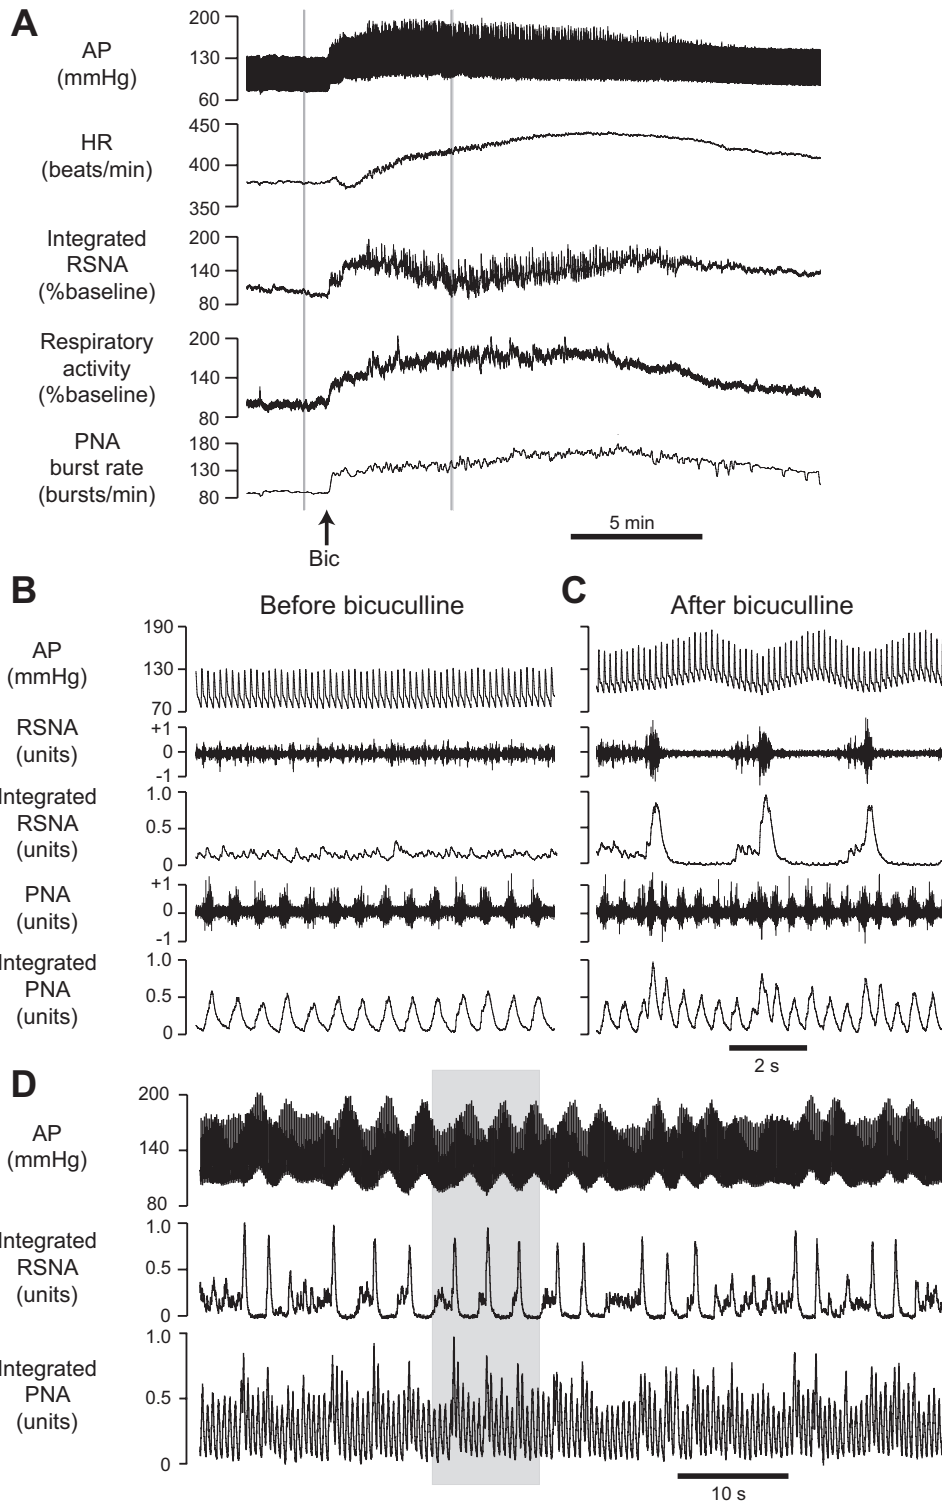 A
AP
(mmHg)
200
130
60
HR
(beats/min)
450
400
350
Integrated
RSNA
(%baseline)
200
140
80
Respiratory
activity
(%baseline)
200
140
80
PNA
burst rate
(bursts/min)
180
130
80
Bic
5 min
B
Before bicuculline
C
After bicuculline
AP
(mmHg)
190
130
70
RSNA
(units)
+1
0
-1
Integrated
RSNA
(units)
1.0
0.5
0
PNA
(units)
+1
0
-1
Integrated
PNA
(units)
1.0
0.5
0
2 s
D
AP
(mmHg)
200
140
80
Integrated
RSNA
(units)
1.0
0.5
0
Integrated
PNA
(units)
1.0
0.5
0
10 s